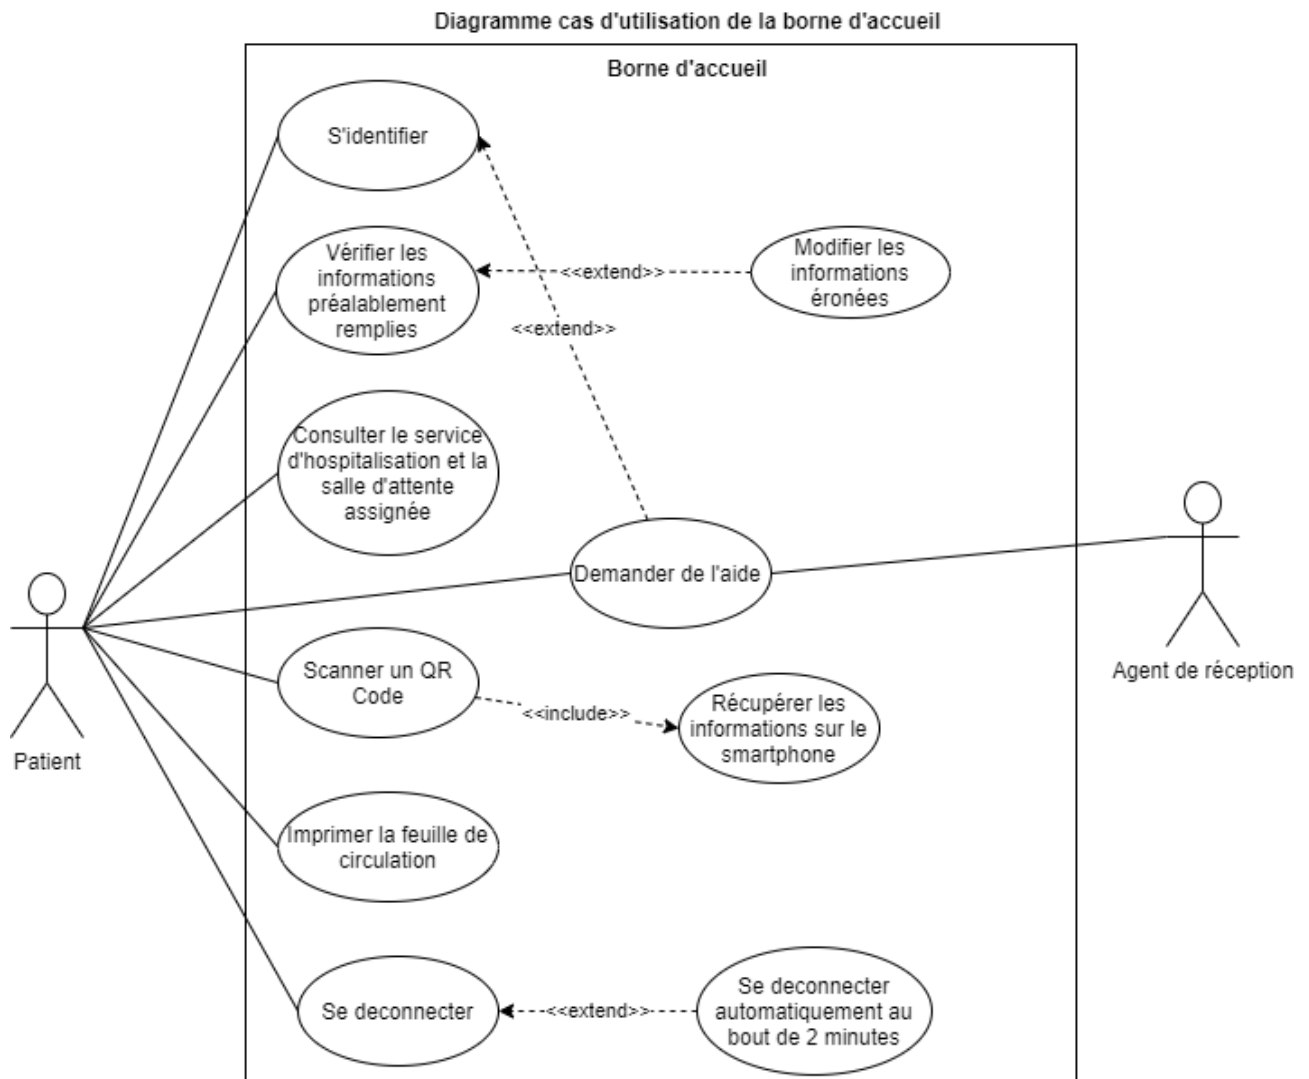 Diagramme cas d'utilisation de la borne d'accueil
Borne d'accueil
S'identifier
Vérifier les
informations
préalablement
remplies
<<extend>>
Modifier les
informations
éronées
<<extend>>
Consulter le service
d'hospitalisation et la
salle d'attente
assignée
Demander de l'aide
Agent de réception
Scanner un QR
Code
<<include>>
Récupérer les
informations sur le
smartphone
Patient
Imprimer la feuille de
circulation
Se deconnecter
<<extend>>
Se deconnecter
automatiquement au
bout de 2 minutes